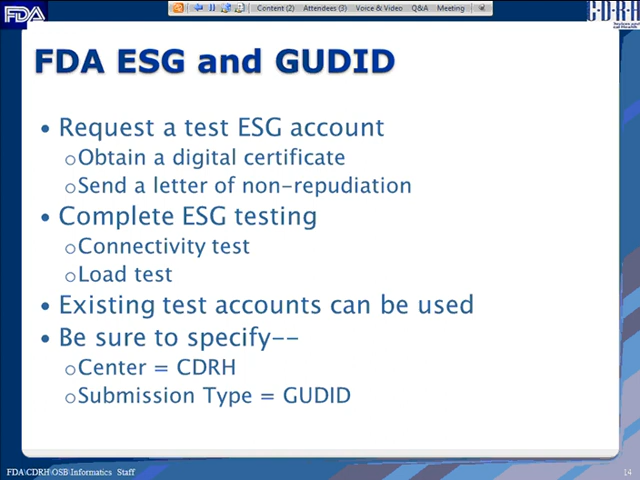 Content (2) Attendees (3) Voice & Video Q&A Meeting
FDA
CDRH
FDA ESG and GUDID
• Request a test ESG account
o Obtain a digital certificate
o Send a letter of non-repudiation
• Complete ESG testing
o Connectivity test
o Load test
• Existing test accounts can be used
• Be sure to specify--
o Center = CDRH
o Submission Type = GUDID
FDA\CDRH\OSB\Informatics Staff
14